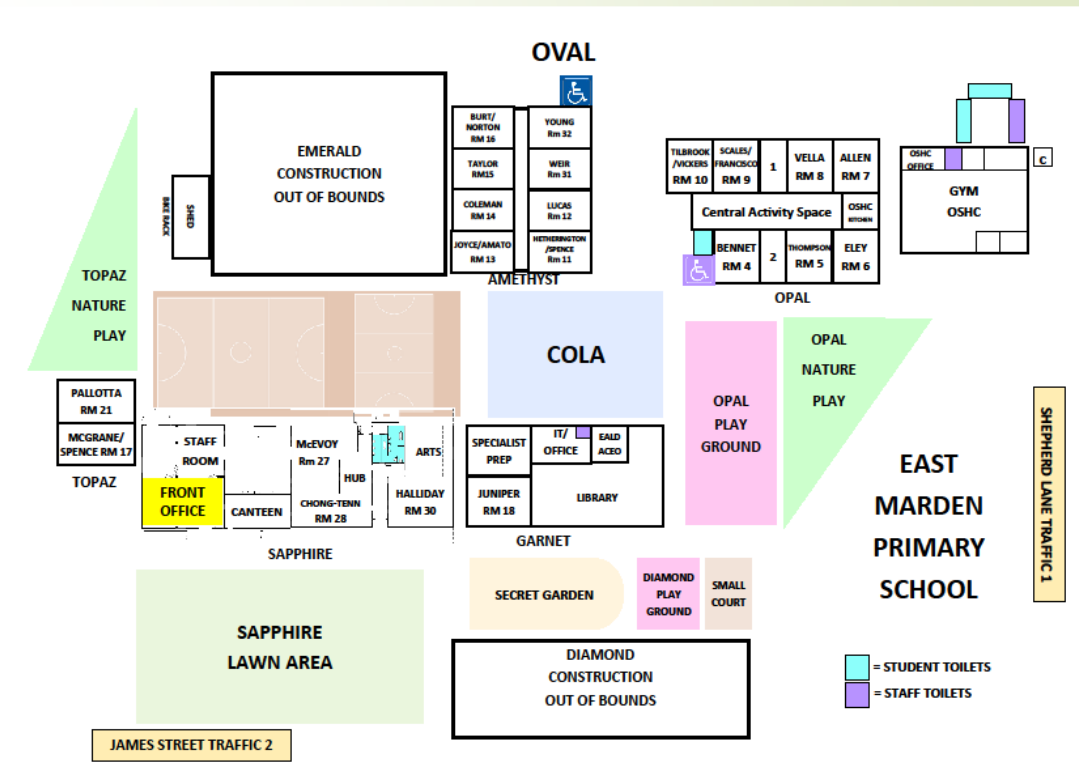 OVAL
EMERALD
CONSTRUCTION
OUT OF BOUNDS
SHED
BIKE RACK
BURT/
NORTON
RM 16
YOUNG
Rm 32
TAYLOR
RM15
WEIR
Rm 31
COLEMAN
RM 14
LUCAS
Rm 12
JOYCE/AMATO
RM 13
HETHERINGTON
/SPENCE
Rm 11
AMETHYST
TILBROOK
/VICKERS
RM 10
SCALES/
FRANCISCO
RM 9
1
VELLA
RM 8
ALLEN
RM 7
Central Activity Space
OSHC
KITCHEN
BENNET
RM 4
2
THOMPSON
RM 5
ELEY
RM 6
OPAL
OSHC
OFFICE
C
GYM
OSHC
TOPAZ
NATURE
PLAY
PALLOTTA
RM 21
MCGRANE/
SPENCE RM 17
TOPAZ
COLA
OPAL
PLAY
GROUND
OPAL
NATURE
PLAY
STAFF
ROOM
FRONT
OFFICE
CANTEEN
McEVOY
Rm 27
HUB
CHONG-TENN
RM 28
ARTS
HALLIDAY
RM 30
SAPPHIRE
SPECIALIST
PREP
IT/
OFFICE
EALD
ACEO
JUNIPER
RM 18
LIBRARY
GARNET
EAST
MARDEN
PRIMARY
SCHOOL
SHEPHERD LANE TRAFFIC 1
SAPPHIRE
LAWN AREA
SECRET GARDEN
DIAMOND
PLAY
GROUND
SMALL
COURT
DIAMOND
CONSTRUCTION
OUT OF BOUNDS
= STUDENT TOILETS
= STAFF TOILETS
JAMES STREET TRAFFIC 2